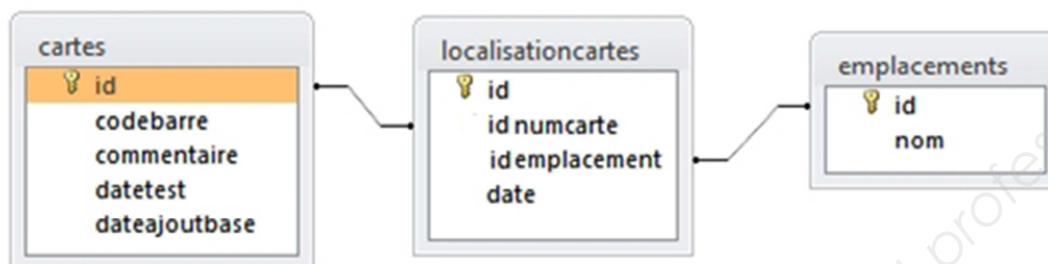 cartes
id
codebarre
commentaire
datetest
dateajoutbase
localisationcartes
id
idnumcarte
idemplacement
date
emplacements
id
nom